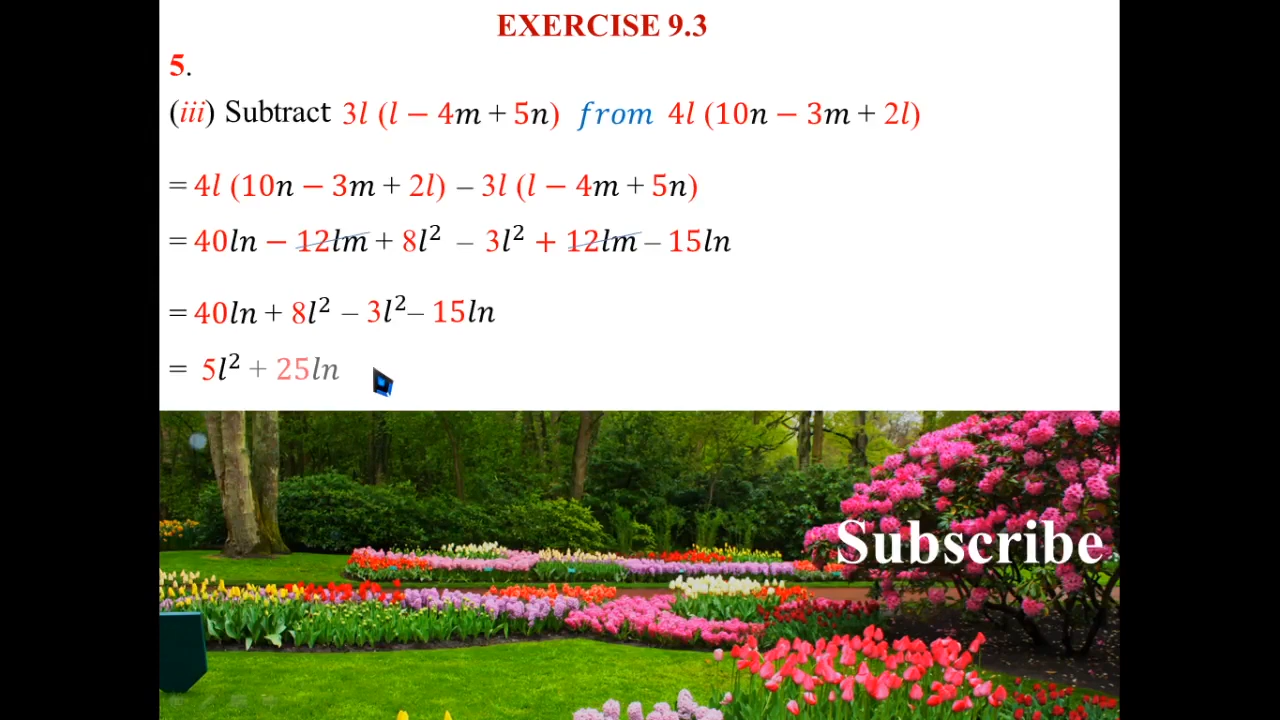 EXERCISE 9.3
5.
(iii) Subtract 3l (l − 4m + 5n) from 4l (10n − 3m + 2l)
= 4l (10n − 3m + 2l) – 3l (l − 4m + 5n)
= 40ln − 12lm + 8l² – 3l² + 12lm – 15ln
= 40ln + 8l² – 3l² – 15ln
= 5l² + 25ln
Subscribe